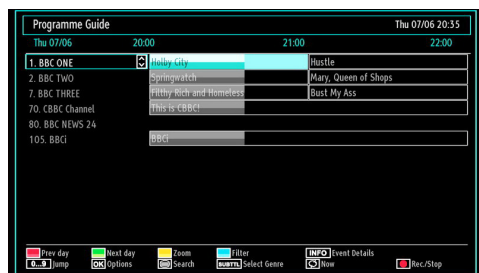 Programme Guide Thu 07/06 20:35
Thu 07/06 20:00 21:00 22:00
1. BBC ONE Holby City Hustle
2. BBC TWO Springwatch Mary, Queen of Shops
7. BBC THREE Filthy Rich and Homeless Bust My Ass
70. CBBC Channel This is CBBC!
80. BBC NEWS 24
105. BBCi BBCi
Prev day Next day Zoom Filter INFO Event Details
0...9 Jump OK Options Search SUBTTL Select Genre Now Rec./Stop